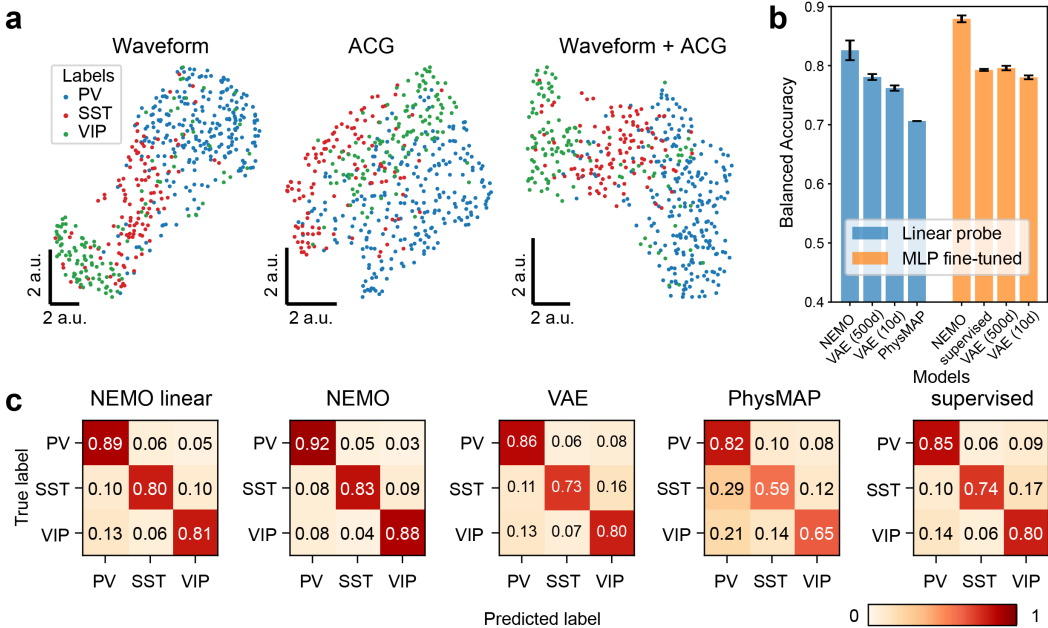 a
Waveform
ACG
Waveform + ACG
Labels
PV
SST
VIP
2 a.u.
2 a.u.
2 a.u.
2 a.u.
2 a.u.
2 a.u.
b
0.9
0.8
0.7
0.6
0.5
0.4
Balanced Accuracy
Linear probe
MLP fine-tuned
NEMO
VAE (500d)
VAE (10d)
PhysMAP
NEMO
supervised
VAE (500d)
VAE (10d)
Models
c
True label
NEMO linear
PV 0.89 0.06 0.05
SST 0.10 0.80 0.10
VIP 0.13 0.06 0.81
PV SST VIP
NEMO
PV 0.92 0.05 0.03
SST 0.08 0.83 0.09
VIP 0.08 0.04 0.88
PV SST VIP
VAE
PV 0.86 0.06 0.08
SST 0.11 0.73 0.16
VIP 0.13 0.07 0.80
PV SST VIP
PhysMAP
PV 0.82 0.10 0.08
SST 0.29 0.59 0.12
VIP 0.21 0.14 0.65
PV SST VIP
supervised
PV 0.85 0.06 0.09
SST 0.10 0.74 0.17
VIP 0.14 0.06 0.80
PV SST VIP
Predicted label
0 1